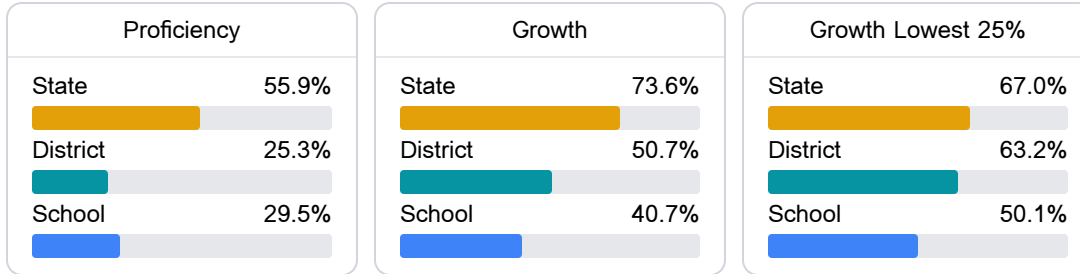 Proficiency
State 55.9%
District 25.3%
School 29.5%
Growth
State 73.6%
District 50.7%
School 40.7%
Growth Lowest 25%
State 67.0%
District 63.2%
School 50.1%